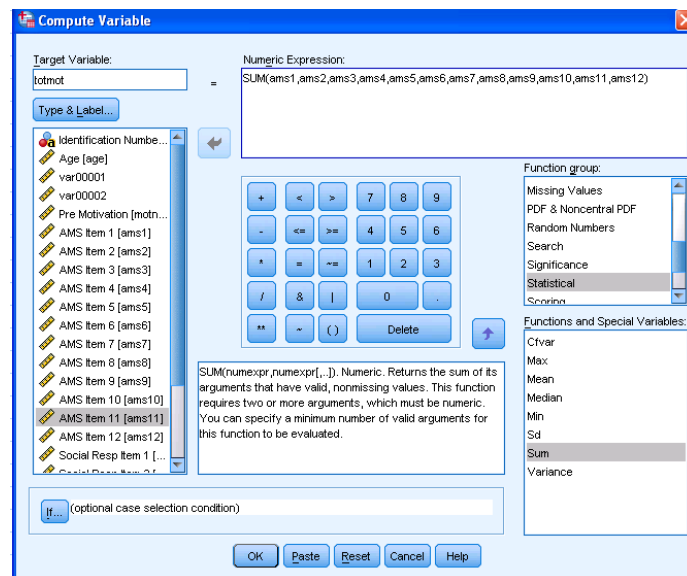 Compute Variable
Target Variable:
totmot
=
Numeric Expression:
SUM(ams1,ams2,ams3,ams4,ams5,ams6,ams7,ams8,ams9,ams10,ams11,ams12)
Type & Label...
Identification Numbe...
Age [age]
var00001
var00002
Pre Motivation [motn...
AMS Item 1 [ams1]
AMS Item 2 [ams2]
AMS Item 3 [ams3]
AMS Item 4 [ams4]
AMS Item 5 [ams5]
AMS Item 6 [ams6]
AMS Item 7 [ams7]
AMS Item 8 [ams8]
AMS Item 9 [ams9]
AMS Item 10 [ams10]
AMS Item 11 [ams11]
AMS Item 12 [ams12]
Social Resp Item 1 [...
Social Resp Item 2 [...
+ < > 7 8 9
- <= >= 4 5 6
* = ~= 1 2 3
/ & | 0 .
** ~ ( ) Delete
Function group:
Missing Values
PDF & Noncentral PDF
Random Numbers
Search
Significance
Statistical
Scoring
Functions and Special Variables:
Cfvar
Max
Mean
Median
Min
Sd
Sum
Variance
SUM(numexpr,numexpr[,..]). Numeric. Returns the sum of its
arguments that have valid, nonmissing values. This function
requires two or more arguments, which must be numeric.
You can specify a minimum number of valid arguments for
this function to be evaluated.
If... (optional case selection condition)
OK Paste Reset Cancel Help